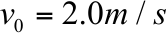 v₀ = 2.0m / s